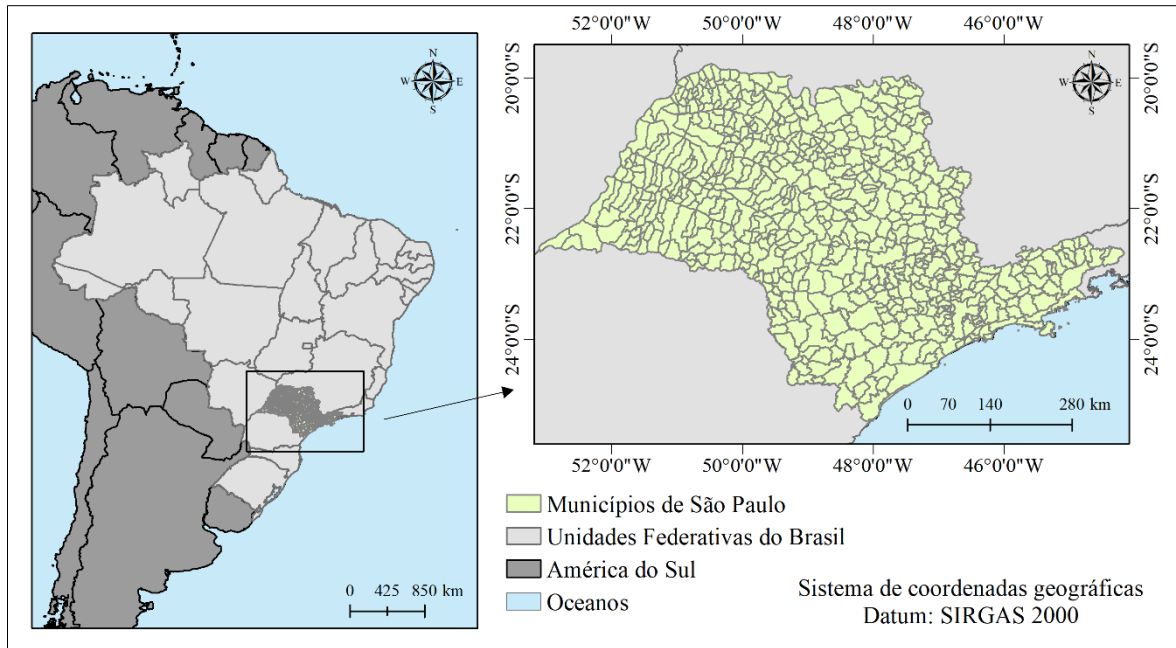 N
W E
S
0 425 850 km
52°0'0"W 50°0'0"W 48°0'0"W 46°0'0"W
20°0'0"S
22°0'0"S
24°0'0"S
N
W E
S
20°0'0"S
22°0'0"S
24°0'0"S
0 70 140 280 km
52°0'0"W 50°0'0"W 48°0'0"W 46°0'0"W
Municípios de São Paulo
Unidades Federativas do Brasil
América do Sul
Oceanos
Sistema de coordenadas geográficas
Datum: SIRGAS 2000